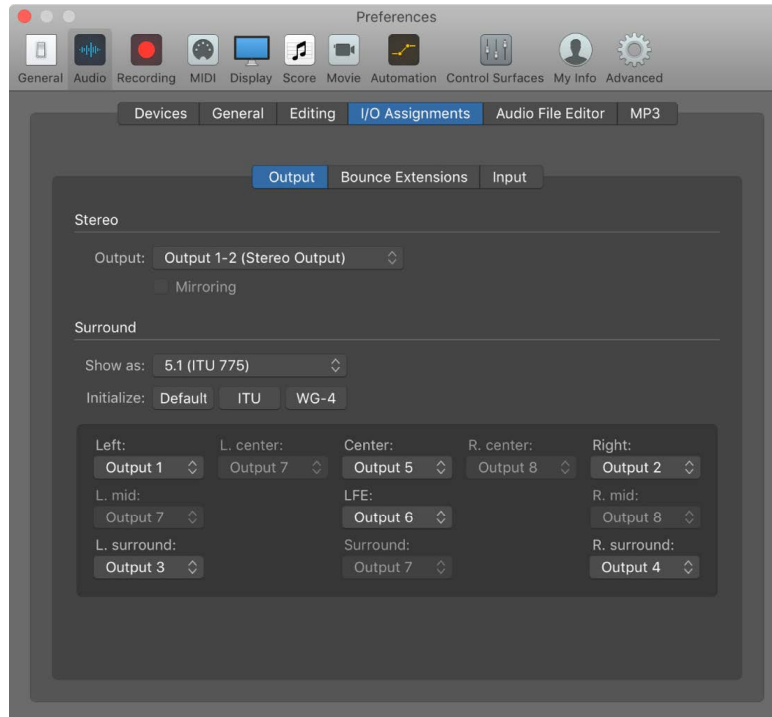 Preferences
General Audio Recording MIDI Display Score Movie Automation Control Surfaces My Info Advanced
Devices General Editing I/O Assignments Audio File Editor MP3
Output Bounce Extensions Input
Stereo
Output: Output 1-2 (Stereo Output)
Mirroring
Surround
Show as: 5.1 (ITU 775)
Initialize: Default ITU WG-4
Left: L. center: Center: R. center: Right:
Output 1 Output 7 Output 5 Output 8 Output 2
L. mid: LFE: R. mid:
Output 7 Output 6 Output 8
L. surround: Surround: R. surround:
Output 3 Output 7 Output 4